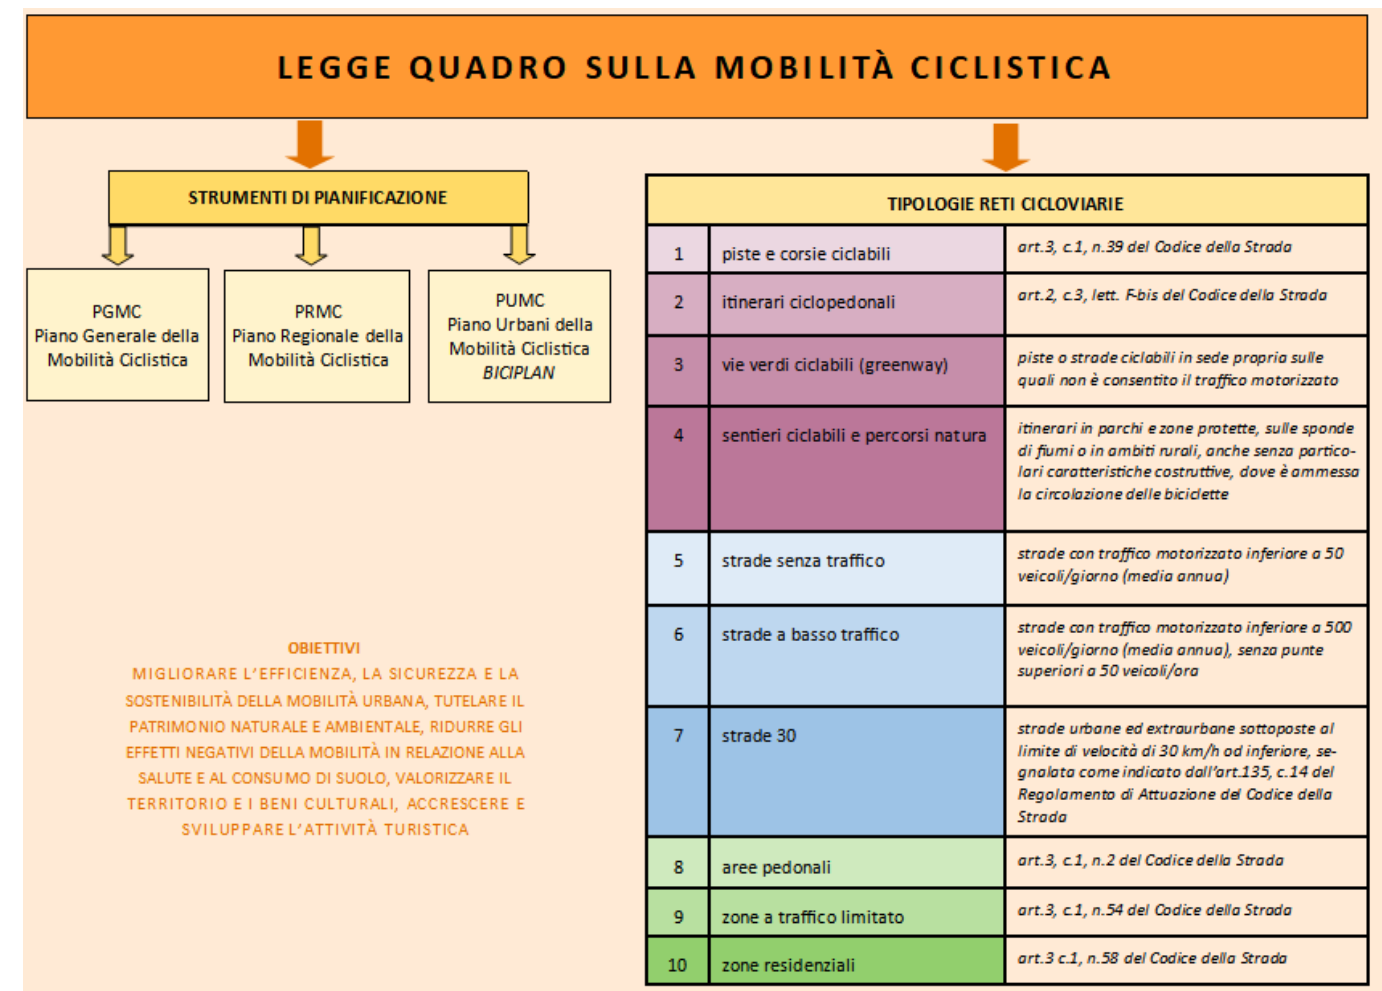 LEGGE QUADRO SULLA MOBILITÀ CICLISTICA
STRUMENTI DI PIANIFICAZIONE
PGMC
Piano Generale della
Mobilità Ciclistica
PRMC
Piano Regionale della
Mobilità Ciclistica
PUMC
Piano Urbani della
Mobilità Ciclistica
BICIPLAN
OBIETTIVI
MIGLIORARE L'EFFICIENZA, LA SICUREZZA E LA
SOSTENIBILITÀ DELLA MOBILITÀ URBANA, TUTELARE IL
PATRIMONIO NATURALE E AMBIENTALE, RIDURRE GLI
EFFETTI NEGATIVI DELLA MOBILITÀ IN RELAZIONE ALLA
SALUTE E AL CONSUMO DI SUOLO, VALORIZZARE IL
TERRITORIO E I BENI CULTURALI, ACCRESCERE E
SVILUPPARE L'ATTIVITÀ TURISTICA
TIPOLOGIE RETI CICLOVIARIE
1 piste e corsie ciclabili art.3, c.1, n.39 del Codice della Strada
2 itinerari ciclopedonali art.2, c.3, lett. F-bis del Codice della Strada
3 vie verdi ciclabili (greenway) piste o strade ciclabili in sede propria sulle
quali non è consentito il traffico motorizzato
4 sentieri ciclabili e percorsi natura itinerari in parchi e zone protette, sulle sponde
di fiumi o in ambiti rurali, anche senza partico-
lari caratteristiche costruttive, dove è ammessa
la circolazione delle biciclette
5 strade senza traffico strade con traffico motorizzato inferiore a 50
veicoli/giorno (media annua)
6 strade a basso traffico strade con traffico motorizzato inferiore a 500
veicoli/giorno (media annua), senza punte
superiori a 50 veicoli/ora
7 strade 30 strade urbane ed extraurbane sottoposte al
limite di velocità di 30 km/h od inferiore, se-
gnalata come indicato dall'art.135, c.14 del
Regolamento di Attuazione del Codice della
Strada
8 aree pedonali art.3, c.1, n.2 del Codice della Strada
9 zone a traffico limitato art.3, c.1, n.54 del Codice della Strada
10 zone residenziali art.3 c.1, n.58 del Codice della Strada